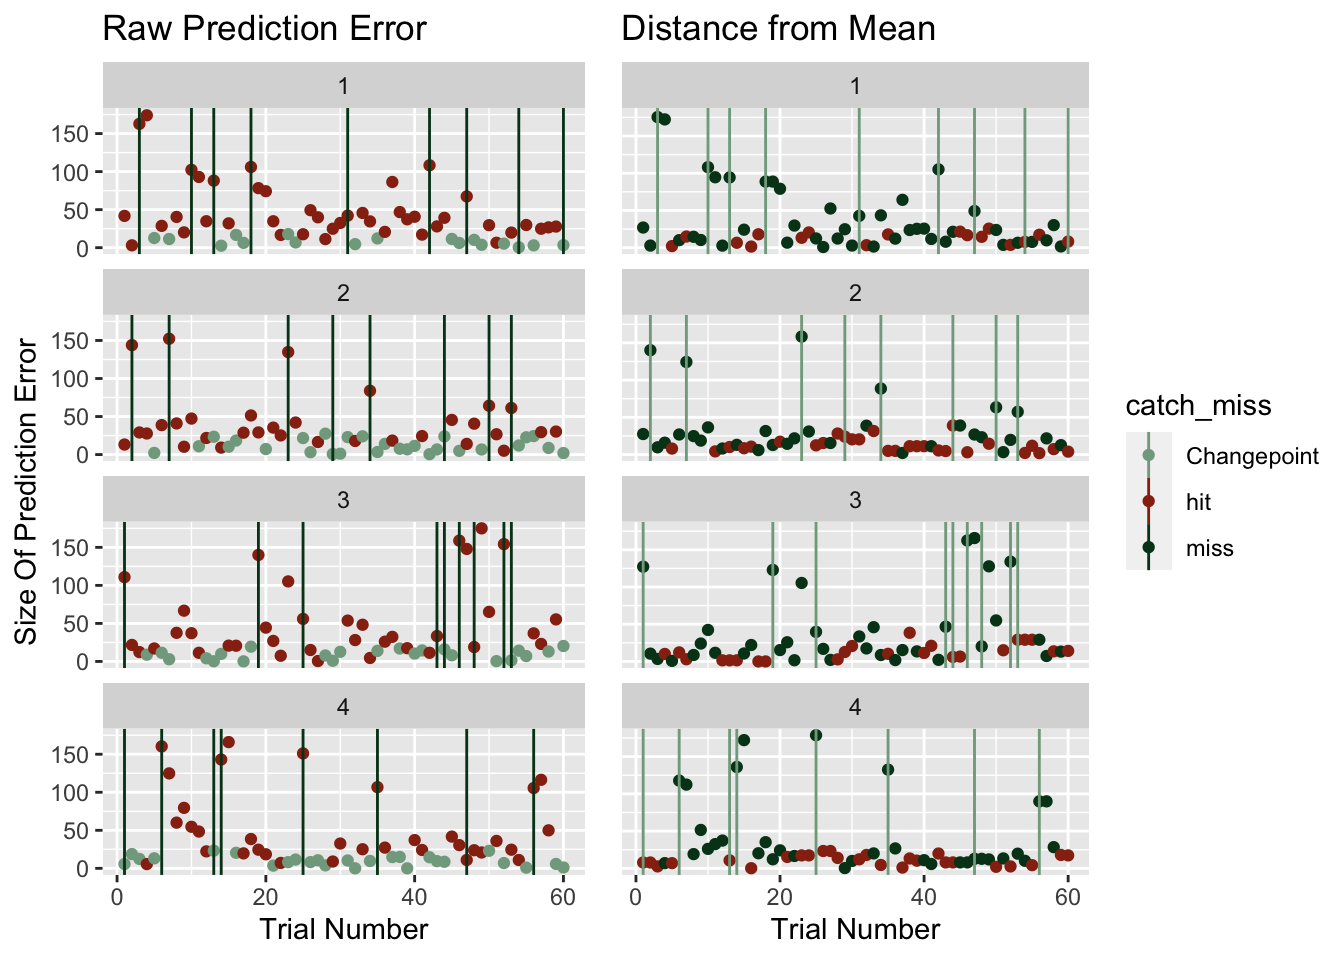 Raw Prediction Error
Distance from Mean
1
1
150
100
50
0
2
2
150
100
50
0
3
3
150
100
50
0
4
4
150
100
50
0
0 20 40 60
0 20 40 60
Trial Number
Trial Number
Size Of Prediction Error
catch_miss
Changepoint
hit
miss